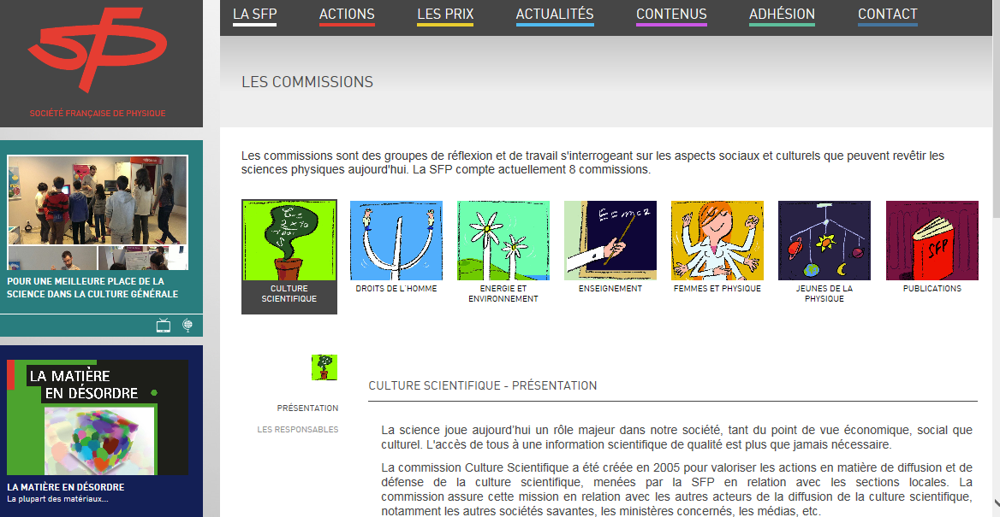 SFP
SOCIÉTÉ FRANÇAISE DE PHYSIQUE
LA SFP
ACTIONS
LES PRIX
ACTUALITÉS
CONTENUS
ADHÉSION
CONTACT
LES COMMISSIONS
Les commissions sont des groupes de réflexion et de travail s'interrogeant sur les aspects sociaux et culturels que peuvent revêtir les
sciences physiques aujourd'hui. La SFP compte actuellement 8 commissions.
E=mc2
SFP
CULTURE
SCIENTIFIQUE
DROITS DE L'HOMME
ENERGIE ET
ENVIRONNEMENT
ENSEIGNEMENT
FEMMES ET PHYSIQUE
JEUNES DE LA
PHYSIQUE
PUBLICATIONS
POUR UNE MEILLEURE PLACE DE LA
SCIENCE DANS LA CULTURE GÉNÉRALE
LA MATIÈRE
EN DÉSORDRE
LA MATIÈRE EN DÉSORDRE
La plupart des matériaux...
PRÉSENTATION
LES RESPONSABLES
CULTURE SCIENTIFIQUE - PRÉSENTATION
La science joue aujourd'hui un rôle majeur dans notre société, tant du point de vue économique, social que
culturel. L'accès de tous à une information scientifique de qualité est plus que jamais nécessaire.
La commission Culture Scientifique a été créée en 2005 pour valoriser les actions en matière de diffusion et de
défense de la culture scientifique, menées par la SFP en relation avec les sections locales. La
commission assure cette mission en relation avec les autres acteurs de la diffusion de la culture scientifique,
notamment les autres sociétés savantes, les ministères concernés, les médias, etc.